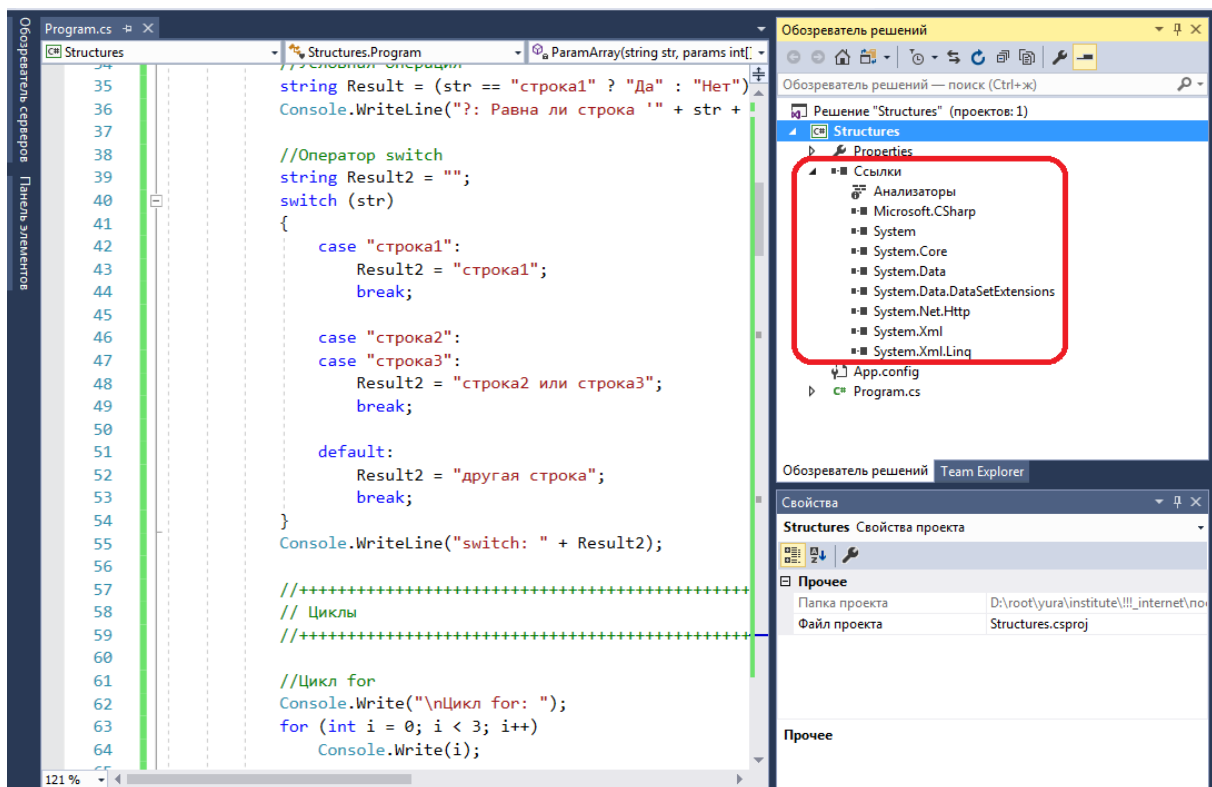 Обозреватель серверов
Панель элементов
Program.cs
C# Structures
Structures.Program
ParamArray(string str, params int[]
34
//Условная операция
35 string Result = (str == "строка1" ? "Да" : "Нет")
36 Console.WriteLine("?: Равна ли строка '" + str +
37
38 //Оператор switch
39 string Result2 = "";
40 switch (str)
41 {
42 case "строка1":
43 Result2 = "строка1";
44 break;
45
46 case "строка2":
47 case "строка3":
48 Result2 = "строка2 или строка3";
49 break;
50
51 default:
52 Result2 = "другая строка";
53 break;
54 }
55 Console.WriteLine("switch: " + Result2);
56
57 //+++++++++++++++++++++++++++++++++++++++++++++++
58 // Циклы
59 //+++++++++++++++++++++++++++++++++++++++++++++++
60
61 //Цикл for
62 Console.Write("\nЦикл for: ");
63 for (int i = 0; i < 3; i++)
64 Console.Write(i);
65
121 %
Обозреватель решений
Обозреватель решений — поиск (Ctrl+ж)
Решение "Structures" (проектов: 1)
C# Structures
Properties
Ссылки
Анализаторы
Microsoft.CSharp
System
System.Core
System.Data
System.Data.DataSetExtensions
System.Net.Http
System.Xml
System.Xml.Linq
App.config
C# Program.cs
Обозреватель решений Team Explorer
Свойства
Structures Свойства проекта
Прочее
Папка проекта D:\root\yura\institute\!!!_internet\по
Файл проекта Structures.csproj
Прочее